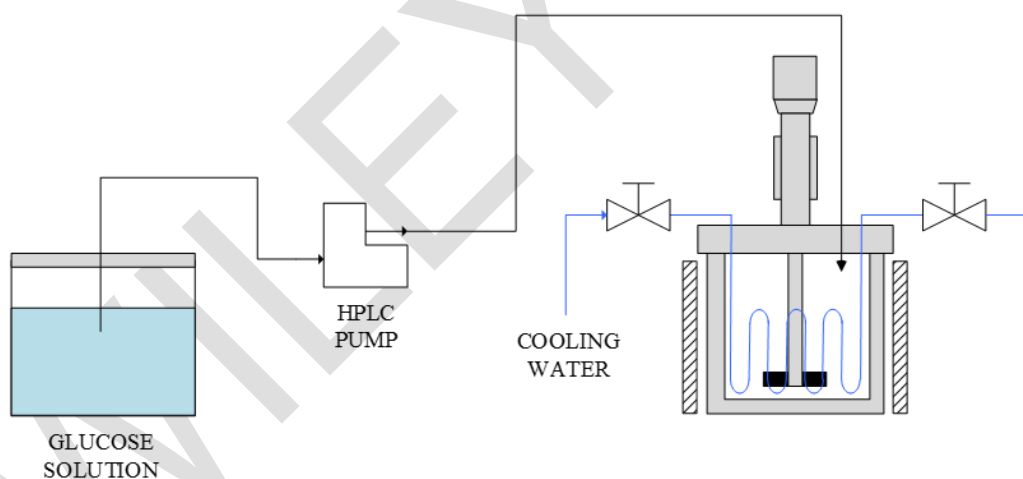 WILEY
HPLC
PUMP
COOLING
WATER
GLUCOSE
SOLUTION